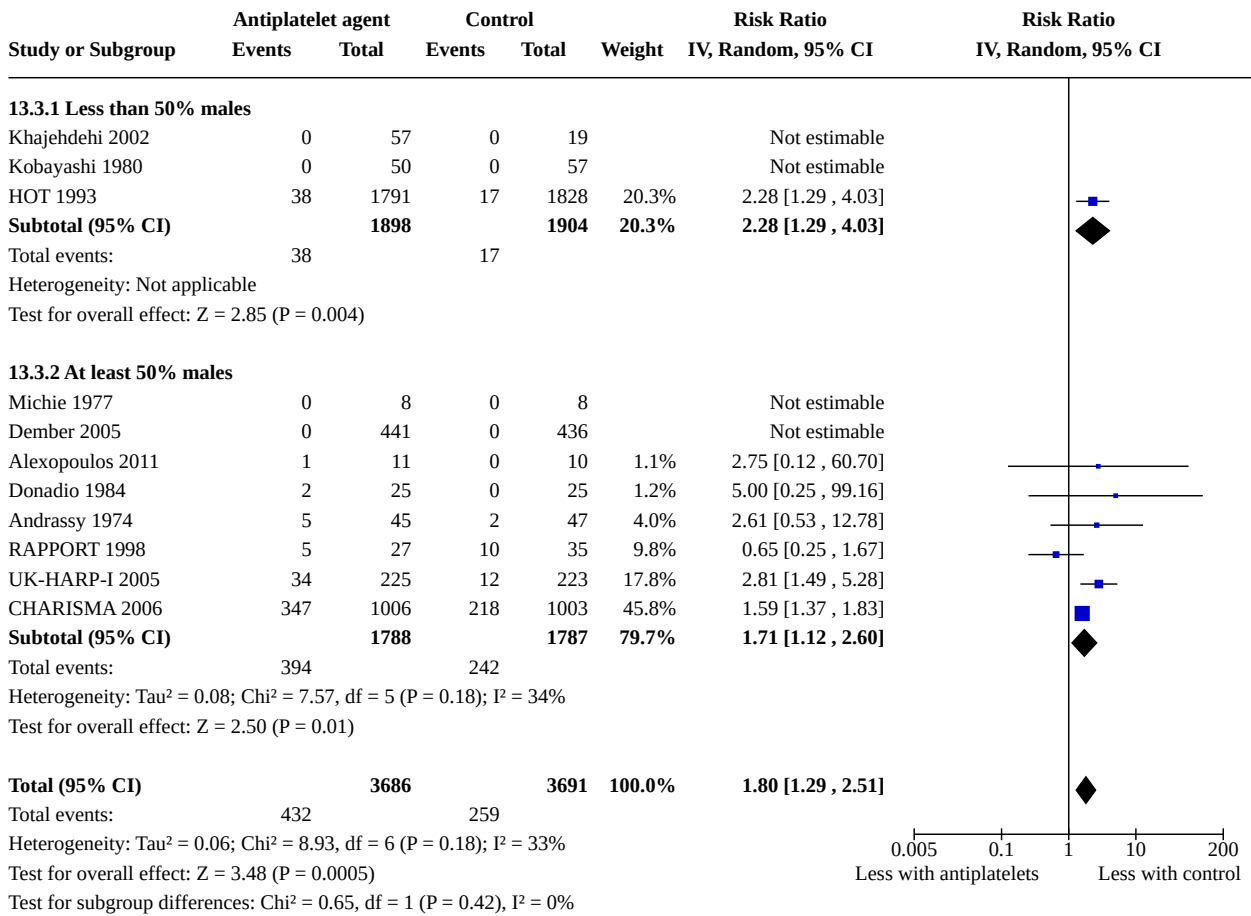 Antiplatelet agent Control Risk Ratio Risk Ratio
Study or Subgroup Events Total Events Total Weight IV, Random, 95% CI IV, Random, 95% CI
13.3.1 Less than 50% males
Khajehdehi 2002 0 57 0 19 Not estimable
Kobayashi 1980 0 50 0 57 Not estimable
HOT 1993 38 1791 17 1828 20.3% 2.28 [1.29 , 4.03]
Subtotal (95% CI) 1898 1904 20.3% 2.28 [1.29 , 4.03]
Total events: 38 17
Heterogeneity: Not applicable
Test for overall effect: Z = 2.85 (P = 0.004)
13.3.2 At least 50% males
Michie 1977 0 8 0 8 Not estimable
Dember 2005 0 441 0 436 Not estimable
Alexopoulos 2011 1 11 0 10 1.1% 2.75 [0.12 , 60.70]
Donadio 1984 2 25 0 25 1.2% 5.00 [0.25 , 99.16]
Andrassy 1974 5 45 2 47 4.0% 2.61 [0.53 , 12.78]
RAPPORT 1998 5 27 10 35 9.8% 0.65 [0.25 , 1.67]
UK-HARP-I 2005 34 225 12 223 17.8% 2.81 [1.49 , 5.28]
CHARISMA 2006 347 1006 218 1003 45.8% 1.59 [1.37 , 1.83]
Subtotal (95% CI) 1788 1787 79.7% 1.71 [1.12 , 2.60]
Total events: 394 242
Heterogeneity: Tau² = 0.08; Chi² = 7.57, df = 5 (P = 0.18); I² = 34%
Test for overall effect: Z = 2.50 (P = 0.01)
Total (95% CI) 3686 3691 100.0% 1.80 [1.29 , 2.51]
Total events: 432 259
Heterogeneity: Tau² = 0.06; Chi² = 8.93, df = 6 (P = 0.18); I² = 33%
0.005 0.1 1 10 200
Test for overall effect: Z = 3.48 (P = 0.0005)
Less with antiplatelets Less with control
Test for subgroup differences: Chi² = 0.65, df = 1 (P = 0.42), I² = 0%